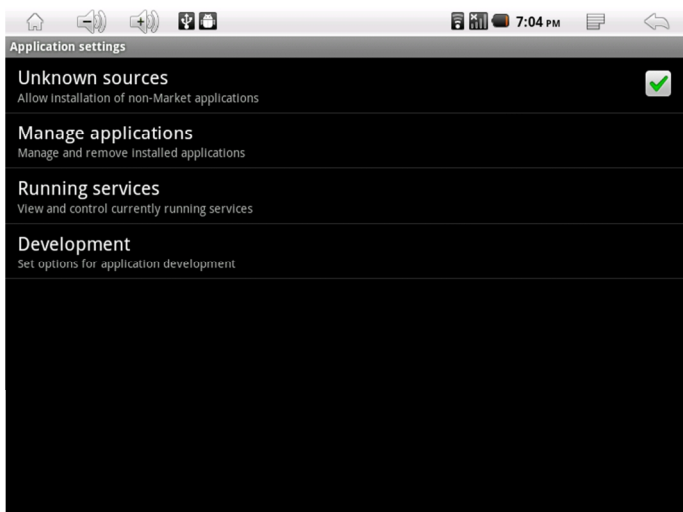 7:04 PM
Application settings
Unknown sources
Allow installation of non-Market applications
Manage applications
Manage and remove installed applications
Running services
View and control currently running services
Development
Set options for application development